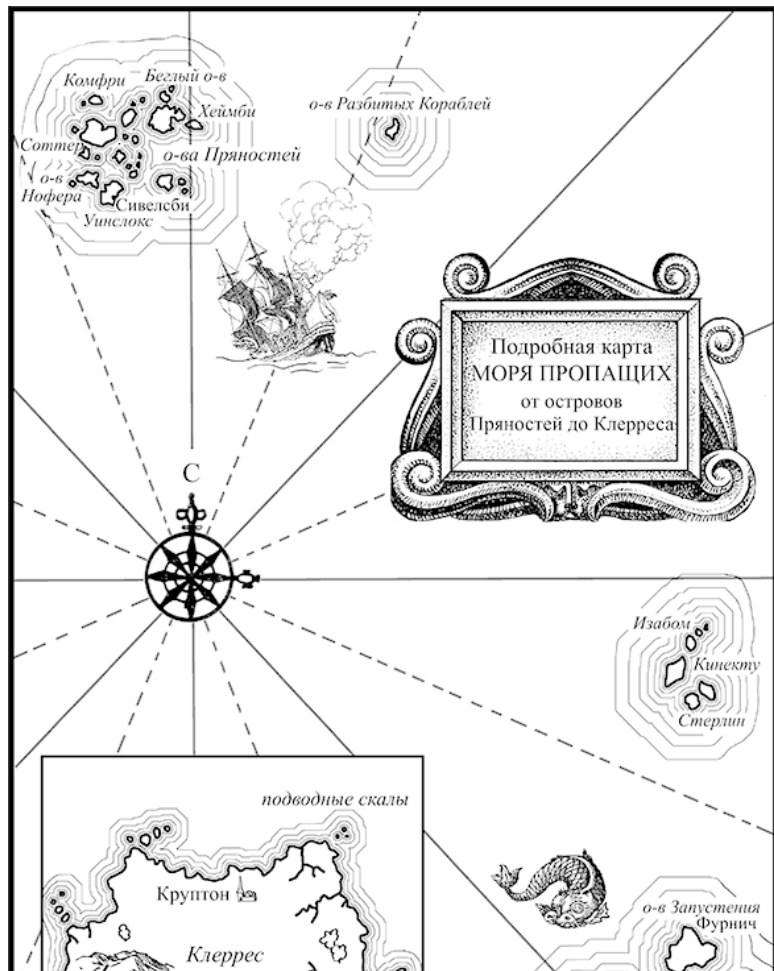 Комфри
Беглый о-в
Хеймби
Соттер
о-ва Пряностей
о-в
Нофера
Сивелсби
Уинслокс
о-в Разбитых Кораблей
Подробная карта
МОРЯ ПРОПАЩИХ
от островов
Пряностей до Клерреса
С
Изабом
Кинекту
Стерлин
подводные скалы
Круптон
Клеррес
о-в Запустения
Фурнич